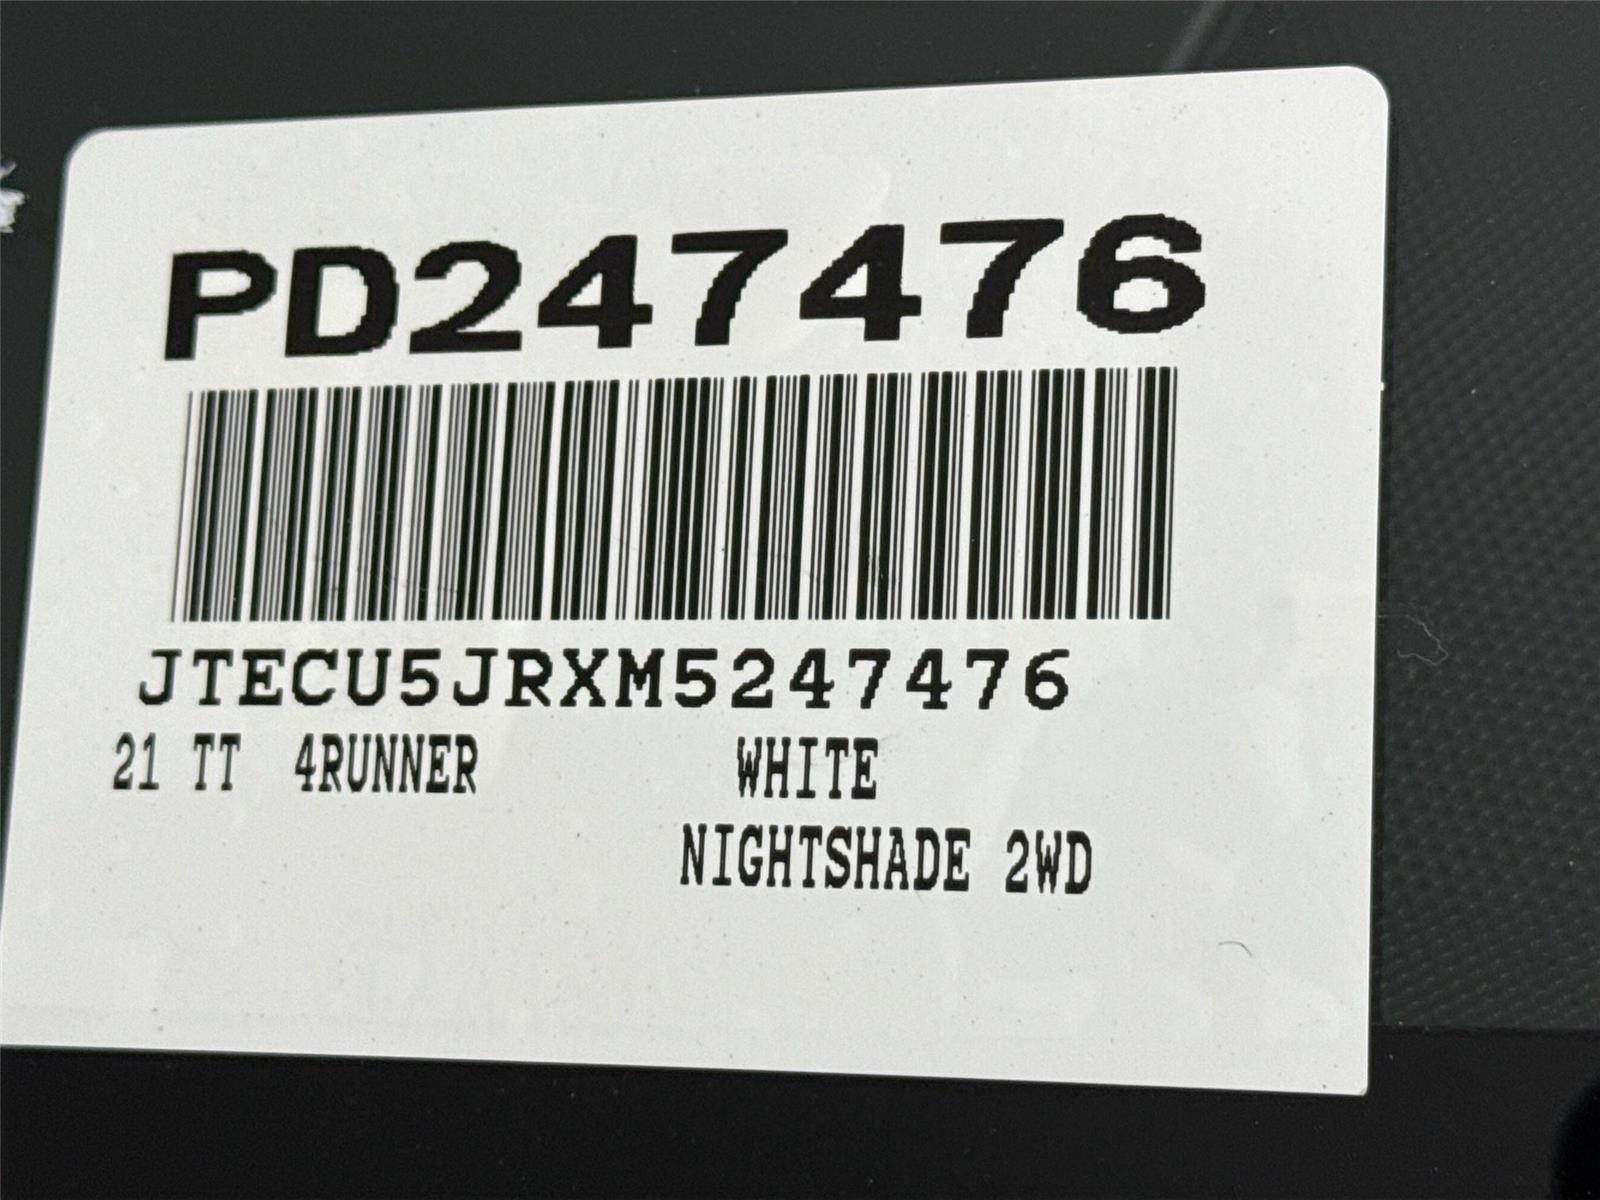 PD247476
JTECU5JRXM5247476
21 TT 4RUNNER WHITE
NIGHTSHADE 2WD